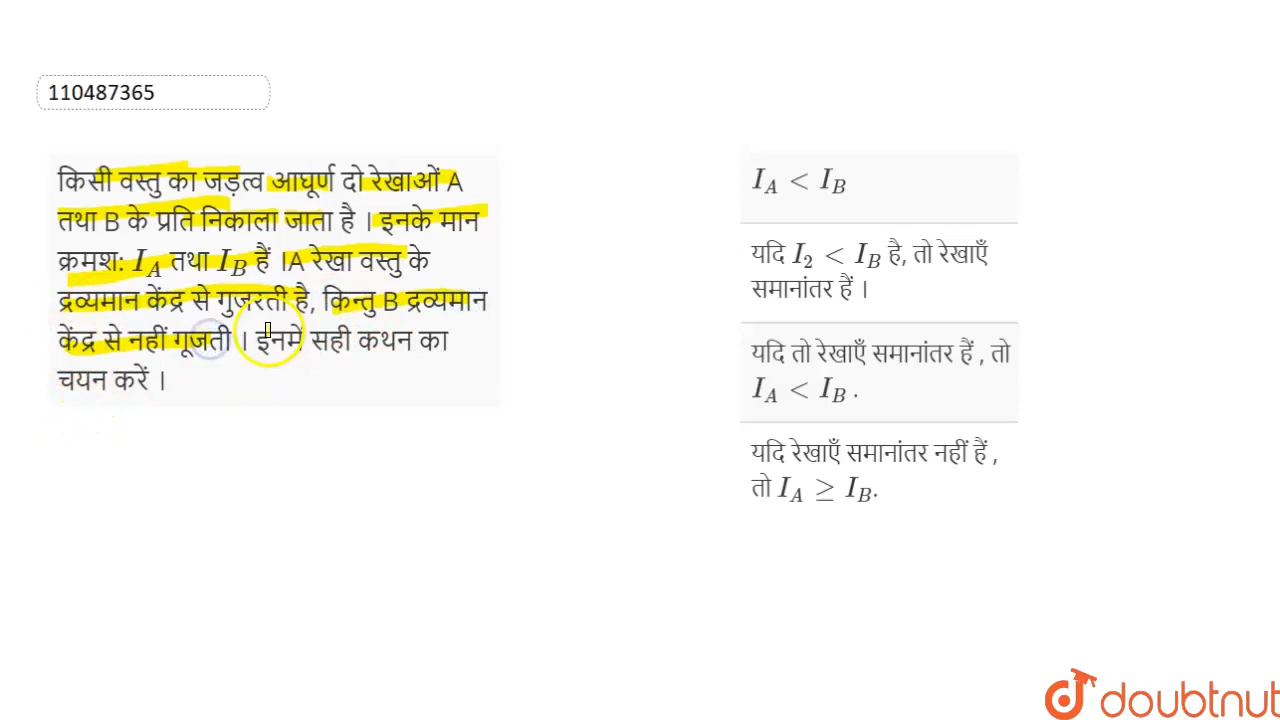 110487365
किसी वस्तु का जड़त्व आघूर्ण दो रेखाओं A
तथा B के प्रति निकाला जाता है । इनके मान
क्रमश: I_A तथा I_B हैं ।A रेखा वस्तु के
द्रव्यमान केंद्र से गुजरती है, किन्तु B द्रव्यमान
केंद्र से नहीं गूजती । इनमें सही कथन का
चयन करें ।
I_A < I_B
यदि I_2 < I_B है, तो रेखाएँ
समानांतर हैं ।
यदि तो रेखाएँ समानांतर हैं , तो
I_A < I_B .
यदि रेखाएँ समानांतर नहीं हैं ,
तो I_A ≥ I_B.
doubtnut